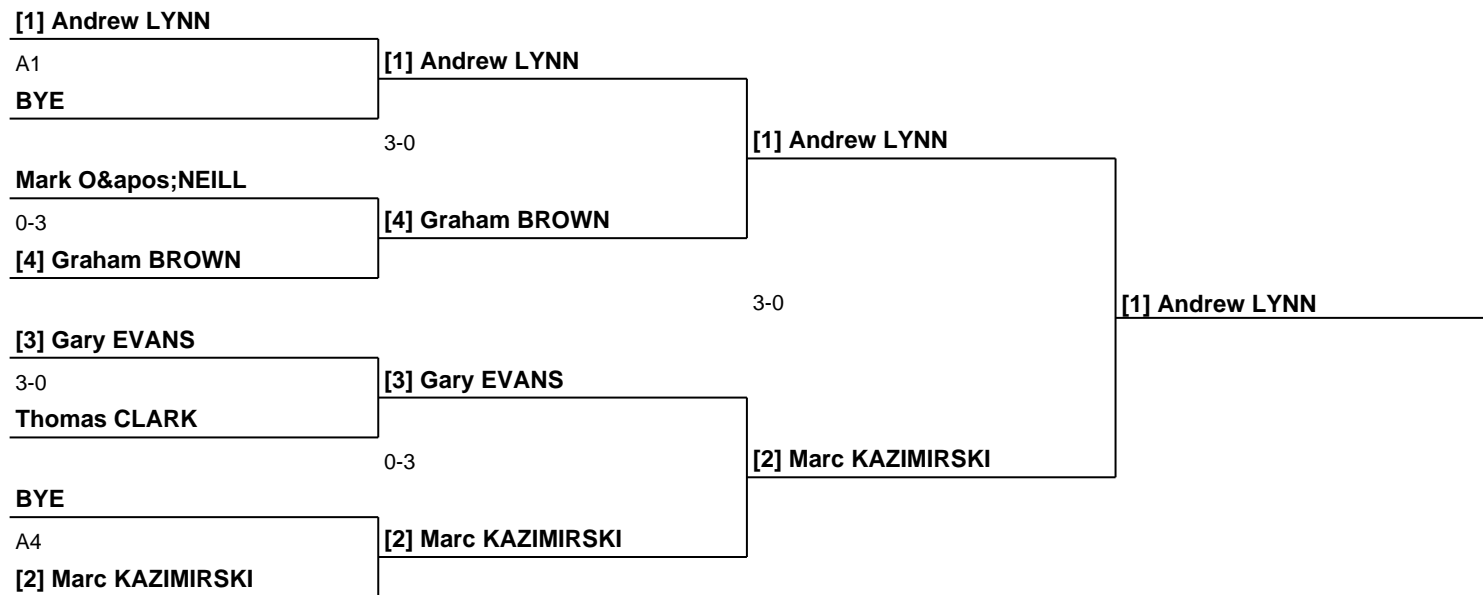 [1] Andrew LYNN
A1
[1] Andrew LYNN
BYE
3-0
[1] Andrew LYNN
Mark O&apos;NEILL
0-3
[4] Graham BROWN
[4] Graham BROWN
3-0
[1] Andrew LYNN
[3] Gary EVANS
3-0
[3] Gary EVANS
Thomas CLARK
0-3
[2] Marc KAZIMIRSKI
BYE
A4
[2] Marc KAZIMIRSKI
[2] Marc KAZIMIRSKI